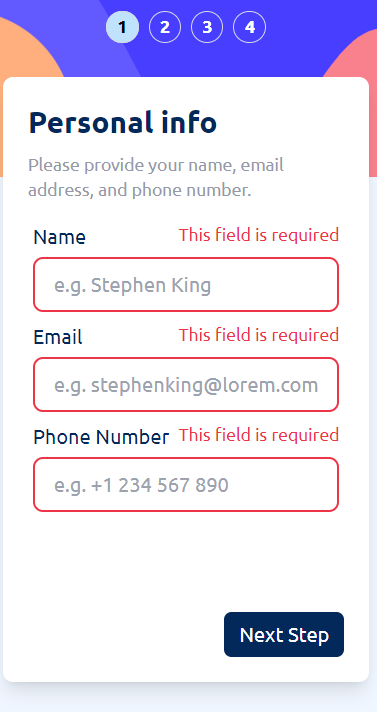 1 2 3 4
Personal info
Please provide your name, email
address, and phone number.
Name This field is required
e.g. Stephen King
Email This field is required
e.g. stephenking@lorem.com
Phone Number This field is required
e.g. +1 234 567 890
Next Step